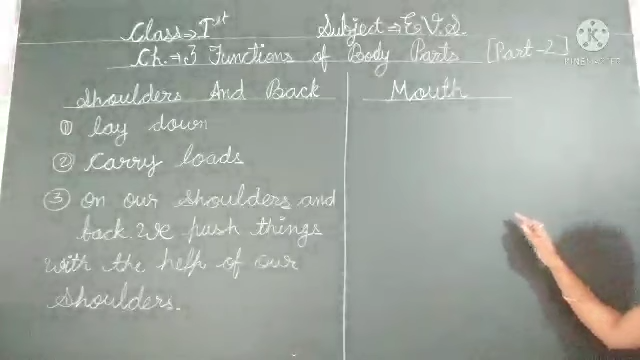 Class⇒ Ist Subject⇒ E.V.S.
Ch.⇒3 Functions of Body Parts [Part-2]
Shoulders And Back
① lay down
② carry loads
③ on our shoulders and
back. We push things
with the help of our
shoulders.
Mouth
K
KINEMASTER